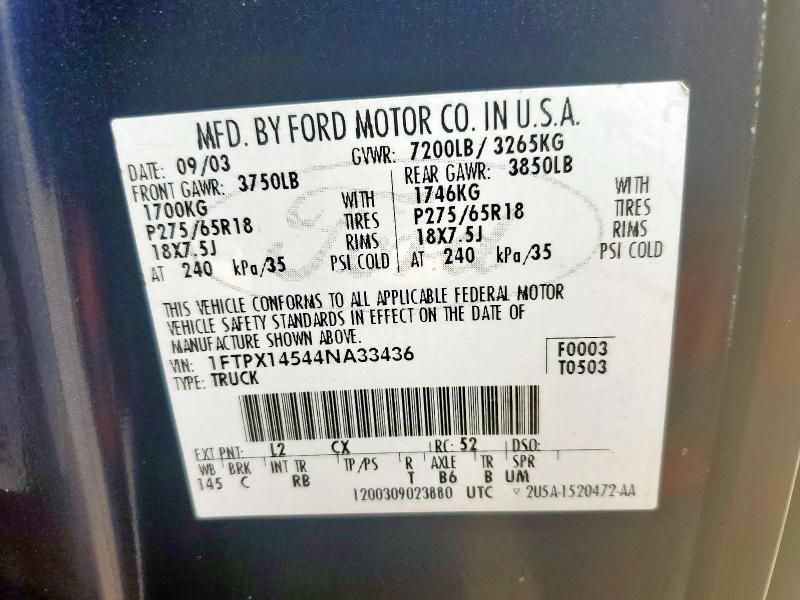 MFD. BY FORD MOTOR CO. IN U.S.A.
DATE: 09/03 GVWR: 7200LB/ 3265KG
FRONT GAWR: 3750LB REAR GAWR: 3850LB
1700KG WITH 1746KG WITH
P275/65R18 TIRES P275/65R18 TIRES
18X7.5J RIMS 18X7.5J RIMS
AT 240 kPa/35 PSI COLD AT 240 kPa/35 PSI COLD
THIS VEHICLE CONFORMS TO ALL APPLICABLE FEDERAL MOTOR
VEHICLE SAFETY STANDARDS IN EFFECT ON THE DATE OF
MANUFACTURE SHOWN ABOVE.
VIN: 1FTPX14544NA33436 F0003
TYPE: TRUCK T0503
EXT PNT: L2 CX RC: 52 DSO:
WB BRK INT TR TP/PS R AXLE TR SPR
145 C RB T B6 B UM
1200309023880 UTC ▽ 2U5A-1520472-AA
Ford